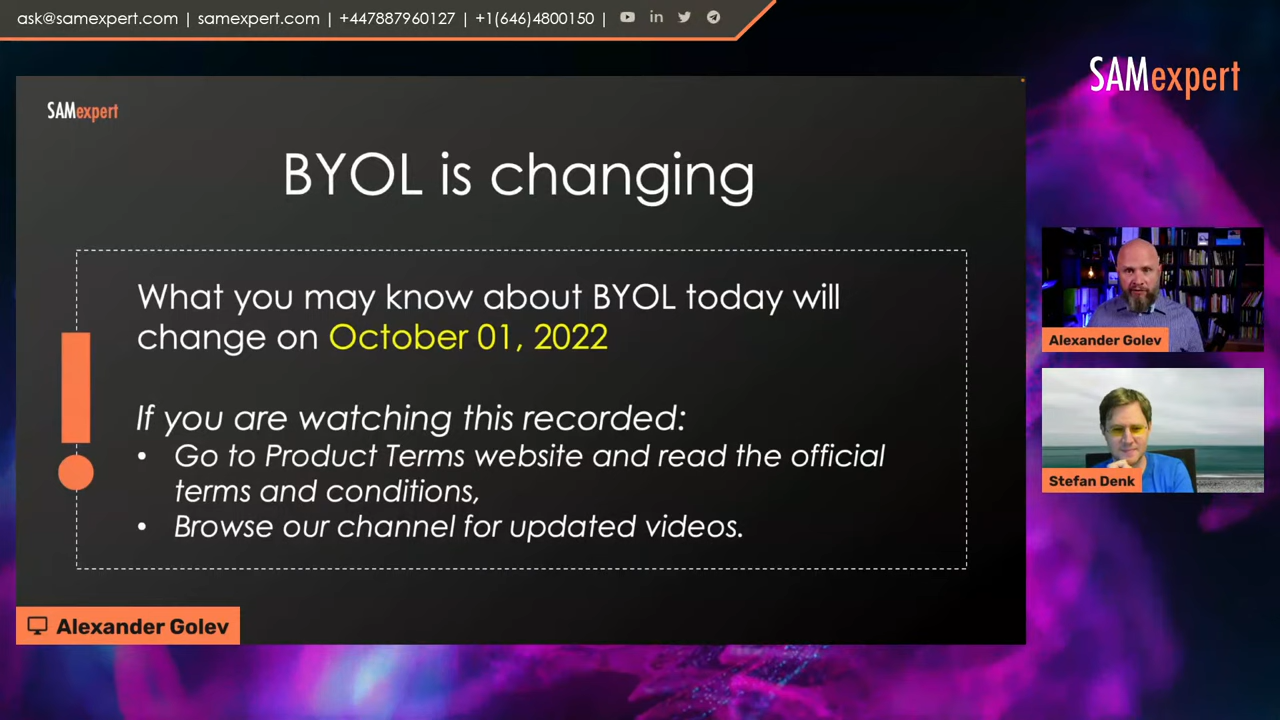 ask@samexpert.com | samexpert.com | +447887960127 | +1(646)4800150 |
SAMexpert
SAMexpert
BYOL is changing
What you may know about BYOL today will
change on October 01, 2022
If you are watching this recorded:
• Go to Product Terms website and read the official
terms and conditions,
• Browse our channel for updated videos.
Alexander Golev
Stefan Denk
Alexander Golev